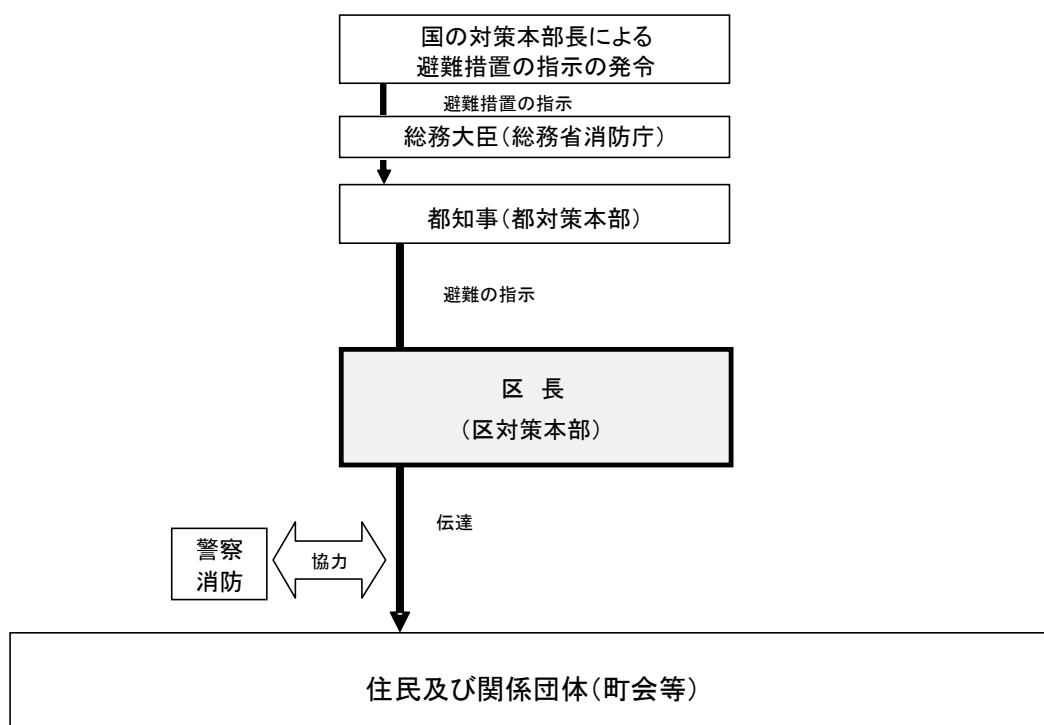 国の対策本部長による
避難措置の指示の発令
避難措置の指示
総務大臣(総務省消防庁)
都知事(都対策本部)
避難の指示
区 長
(区対策本部)
伝達
警察
消防
協力
住民及び関係団体(町会等)